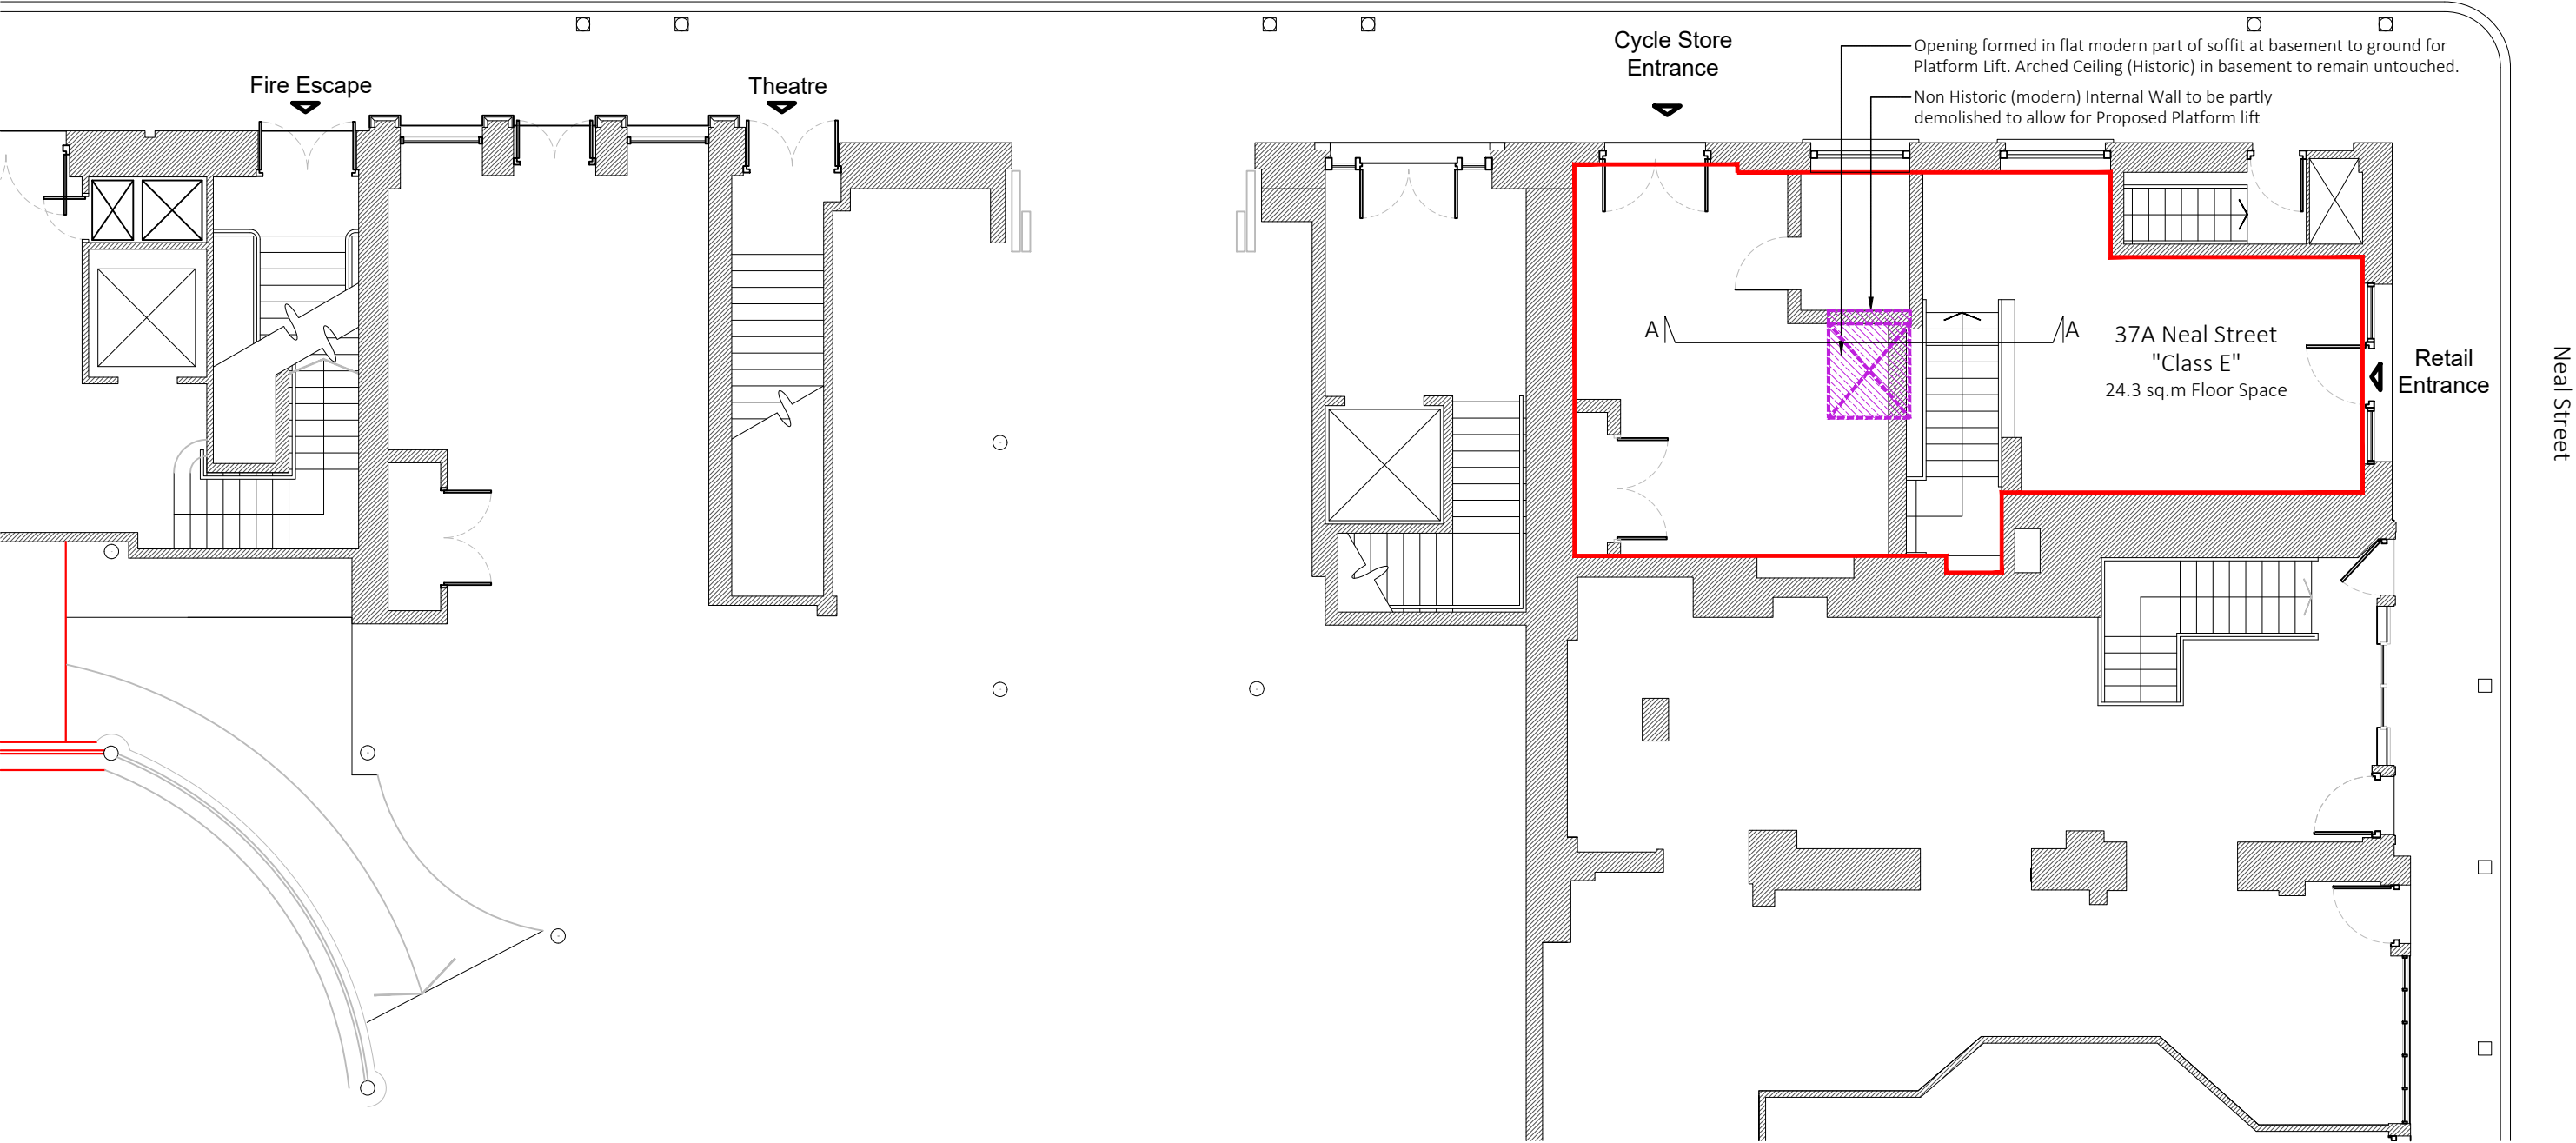 Fire Escape
Theatre
Cycle Store
Entrance
Opening formed in flat modern part of soffit at basement to ground for
Platform Lift. Arched Ceiling (Historic) in basement to remain untouched.
Non Historic (modern) Internal Wall to be partly
demolished to allow for Proposed Platform lift
A
A
37A Neal Street
"Class E"
24.3 sq.m Floor Space
Retail
Entrance
Neal Street